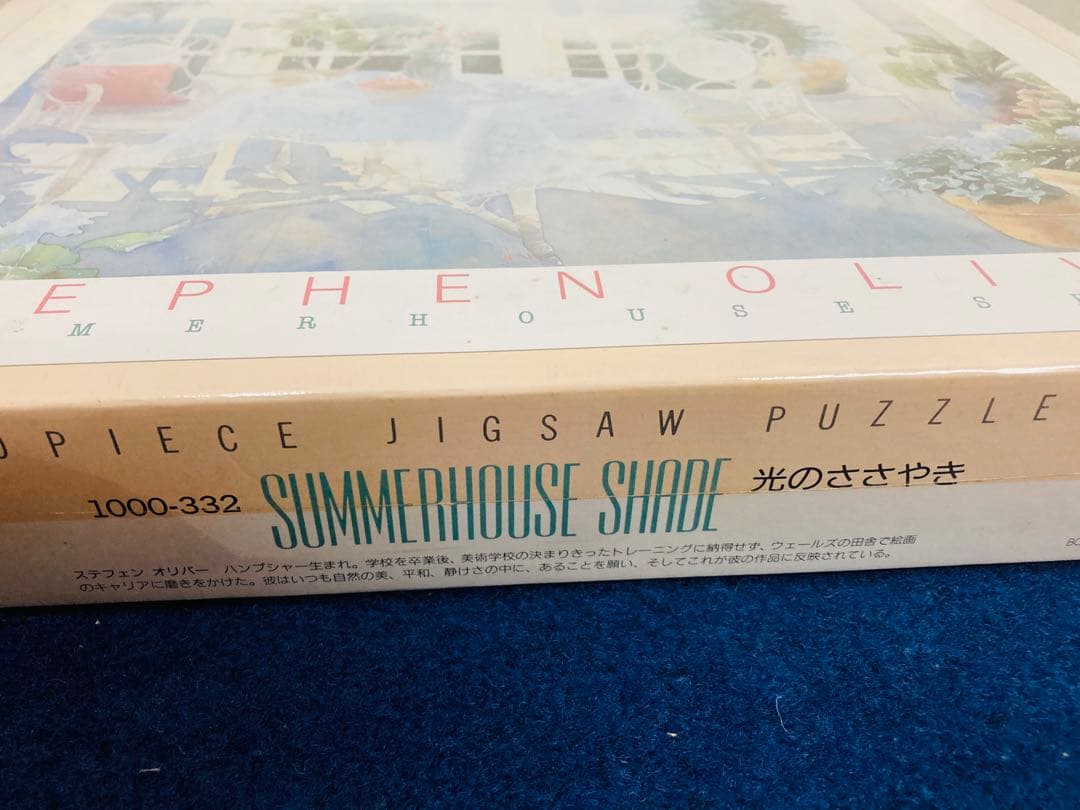 EPHEN OLIV
MERHOUSE S
PIECE JIGSAW PUZZLE
1000-332 SUMMERHOUSE SHADE 光のささやき
ステフェン オリバー ハンプシャー生まれ。学校を卒業後、美術学校の決まりきったトレーニングに納得せず、ウェールズの田舎で絵画
のキャリアに磨きをかけた。彼はいつも自然の美、平和、静けさの中に、あることを願い、そしてこれが彼の作品に反映されている。